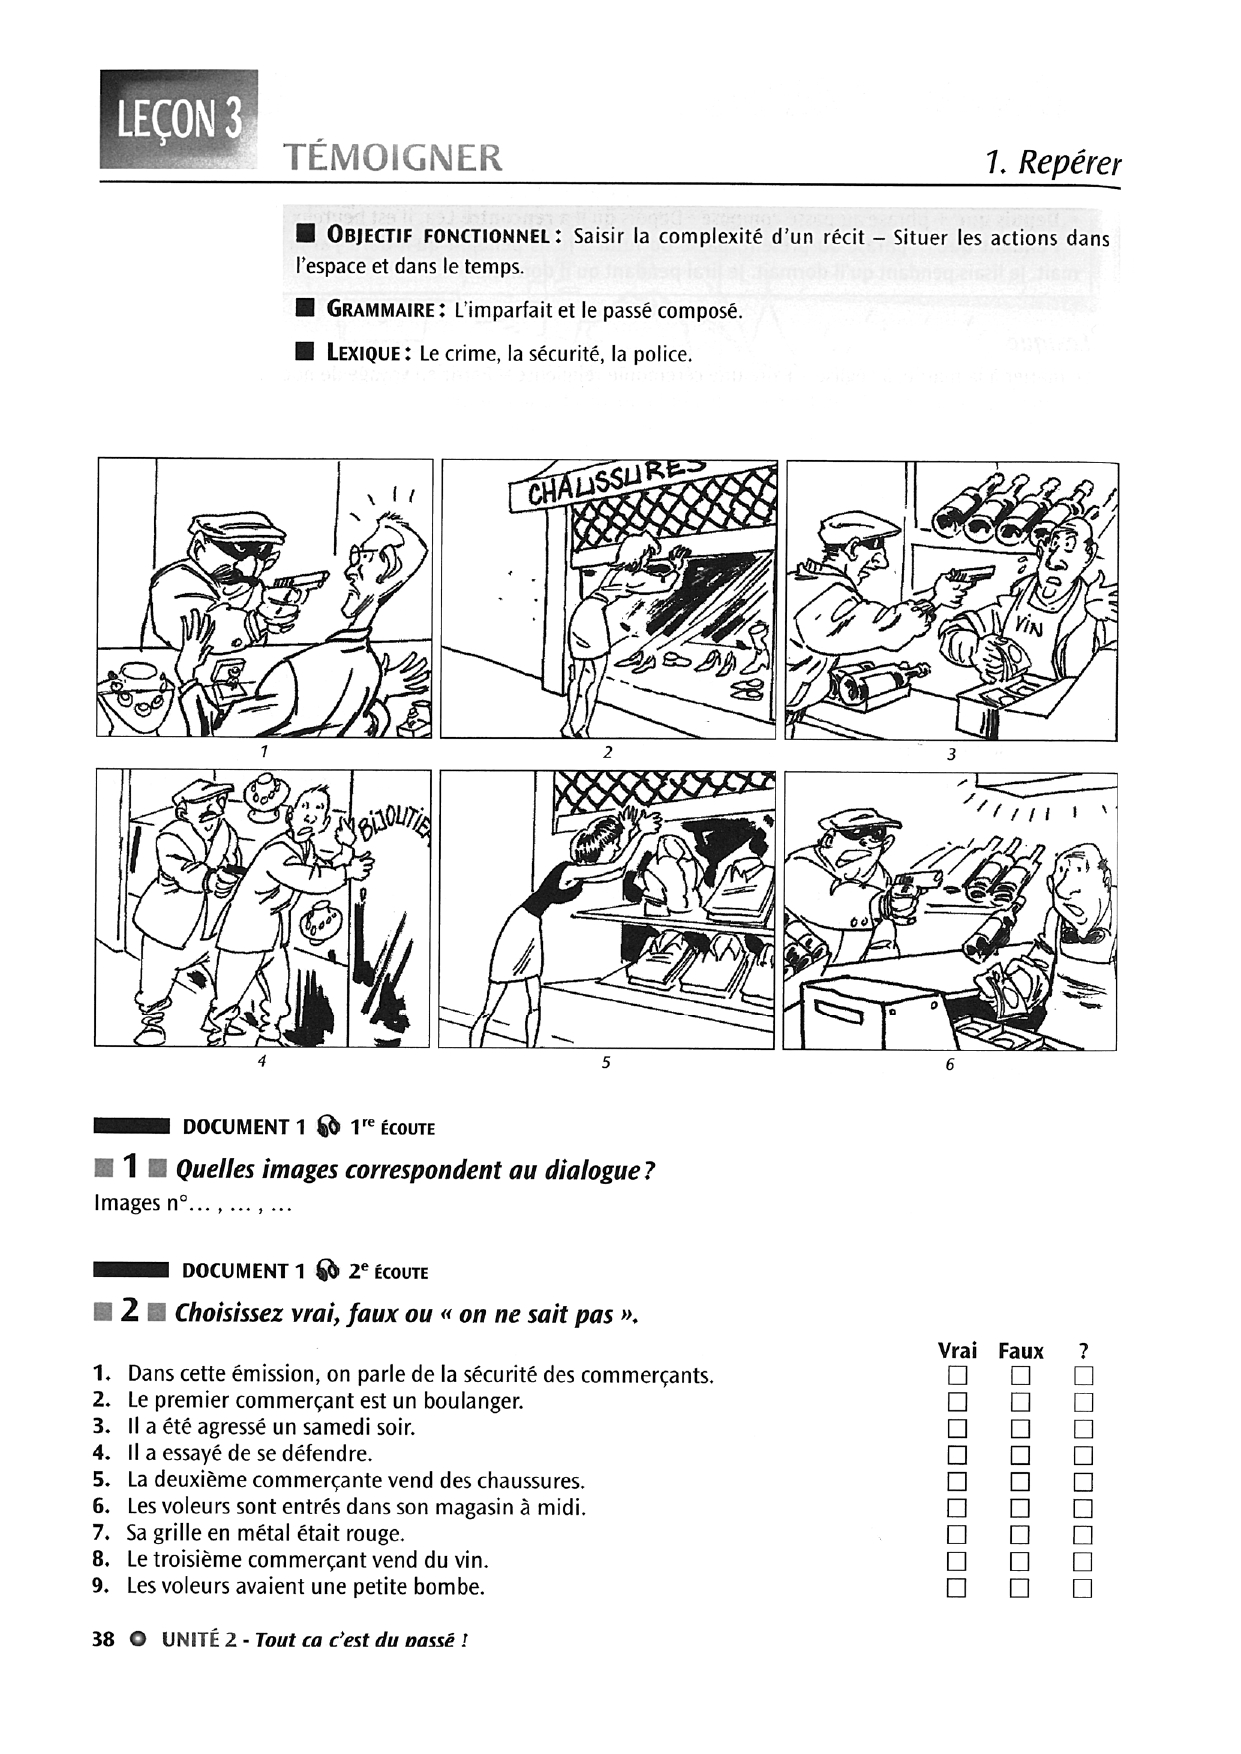 LEÇON 3
TÉMOIGNER
1. Repérer
■ OBJECTIF FONCTIONNEL : Saisir la complexité d'un récit – Situer les actions dans
l'espace et dans le temps.
■ GRAMMAIRE : L'imparfait et le passé composé.
■ LEXIQUE : Le crime, la sécurité, la police.
CHAUSSURES
VIN
1
2
3
BIJOUTIER
4
5
6
DOCUMENT 1 1re ÉCOUTE
■ 1 ■ Quelles images correspondent au dialogue ?
Images n°... , ... , ...
DOCUMENT 1 2e ÉCOUTE
■ 2 ■ Choisissez vrai, faux ou « on ne sait pas ».
Vrai Faux ?
1. Dans cette émission, on parle de la sécurité des commerçants. □ □ □
2. Le premier commerçant est un boulanger. □ □ □
3. Il a été agressé un samedi soir. □ □ □
4. Il a essayé de se défendre. □ □ □
5. La deuxième commerçante vend des chaussures. □ □ □
6. Les voleurs sont entrés dans son magasin à midi. □ □ □
7. Sa grille en métal était rouge. □ □ □
8. Le troisième commerçant vend du vin. □ □ □
9. Les voleurs avaient une petite bombe. □ □ □
38 UNITÉ 2 - Tout ça c'est du passé !